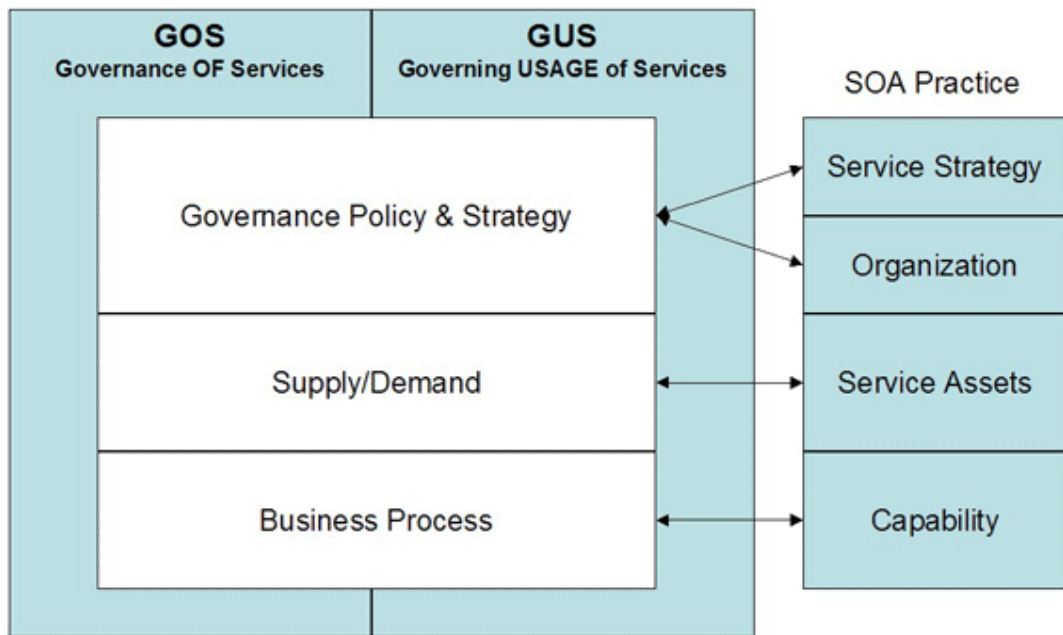 GOS
Governance OF Services
GUS
Governing USAGE of Services
SOA Practice
Governance Policy & Strategy
Service Strategy
Organization
Supply/Demand
Service Assets
Business Process
Capability